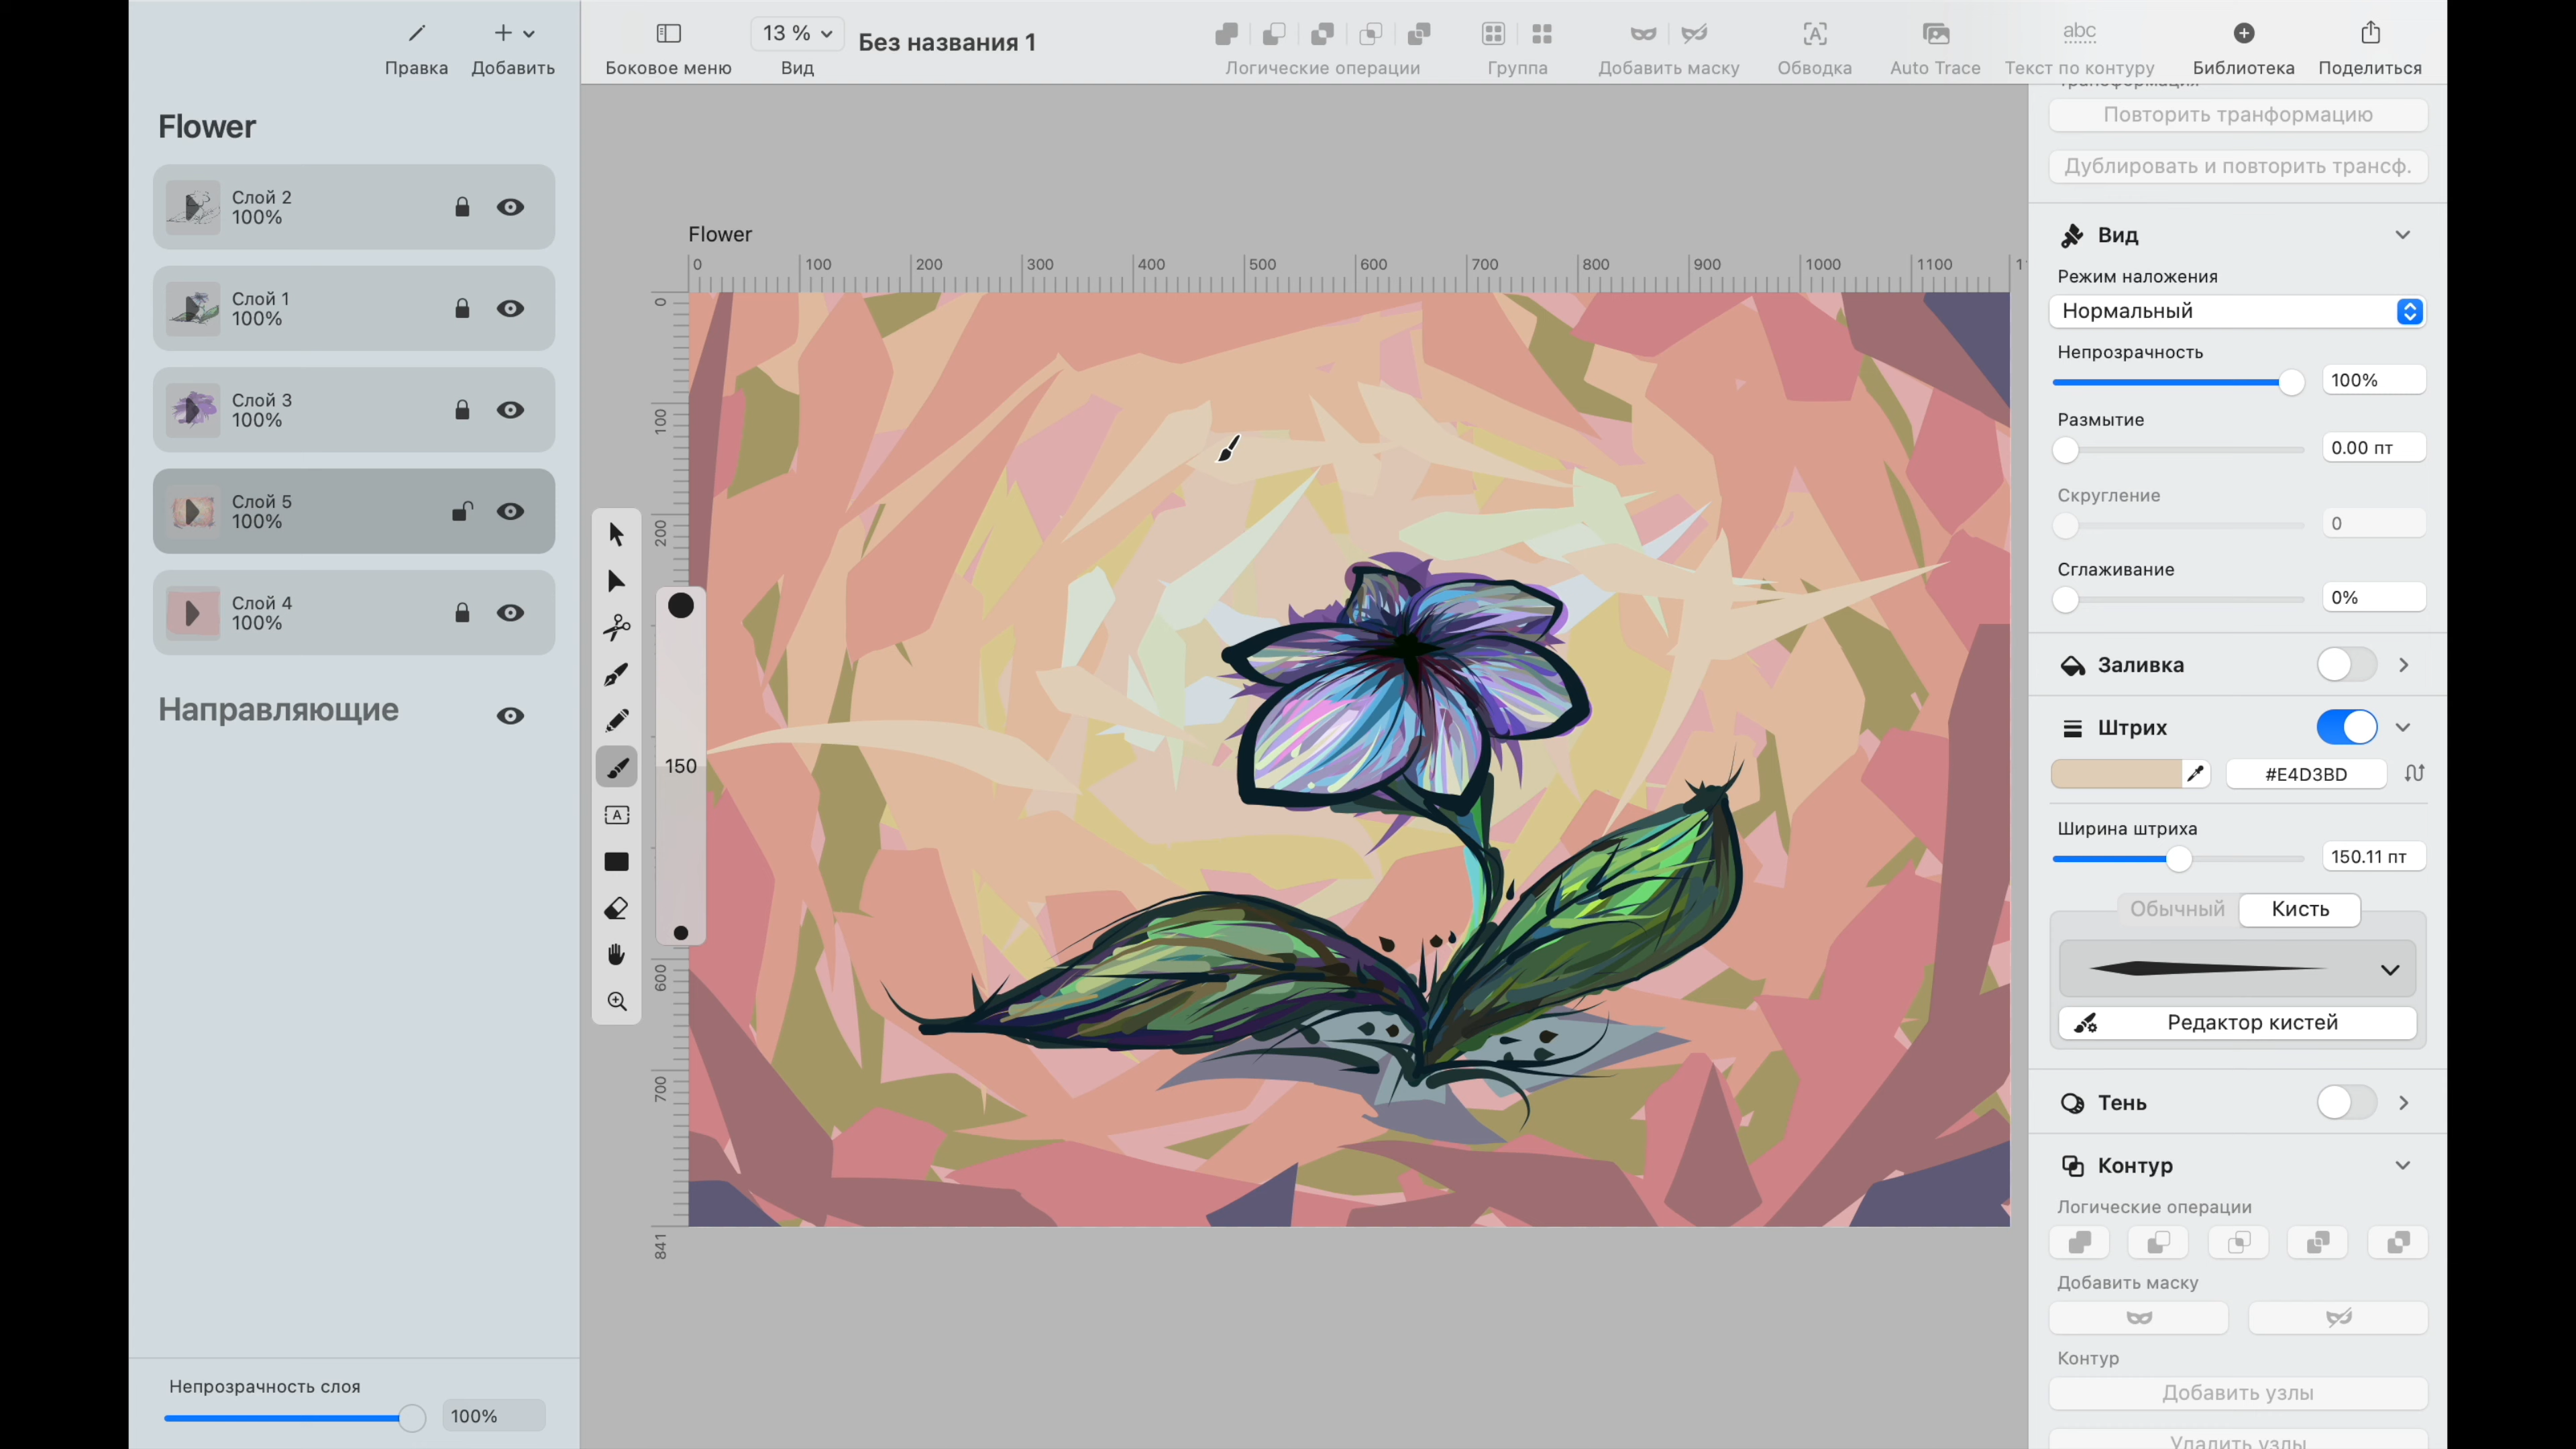 Правка
Добавить
Боковое меню
13 %
Вид
Без названия 1
Логические операции
Группа
Добавить маску
Обводка
Auto Trace
abc
Текст по контуру
Библиотека
Поделиться
Flower
Слой 2
100%
Слой 1
100%
Слой 3
100%
Слой 5
100%
Слой 4
100%
Направляющие
Непрозрачность слоя
100%
Flower
0 100 200 300 400 500 600 700 800 900 1000 1100
0
100
200
600
700
841
150
A
Трансформация
Повторить транформацию
Дублировать и повторить трансф.
Вид
Режим наложения
Нормальный
Непрозрачность
100%
Размытие
0.00 пт
Скругление
0
Сглаживание
0%
Заливка
Штрих
#E4D3BD
Ширина штриха
150.11 пт
Обычный
Кисть
Редактор кистей
Тень
Контур
Логические операции
Добавить маску
Контур
Добавить узлы
Удалить узлы